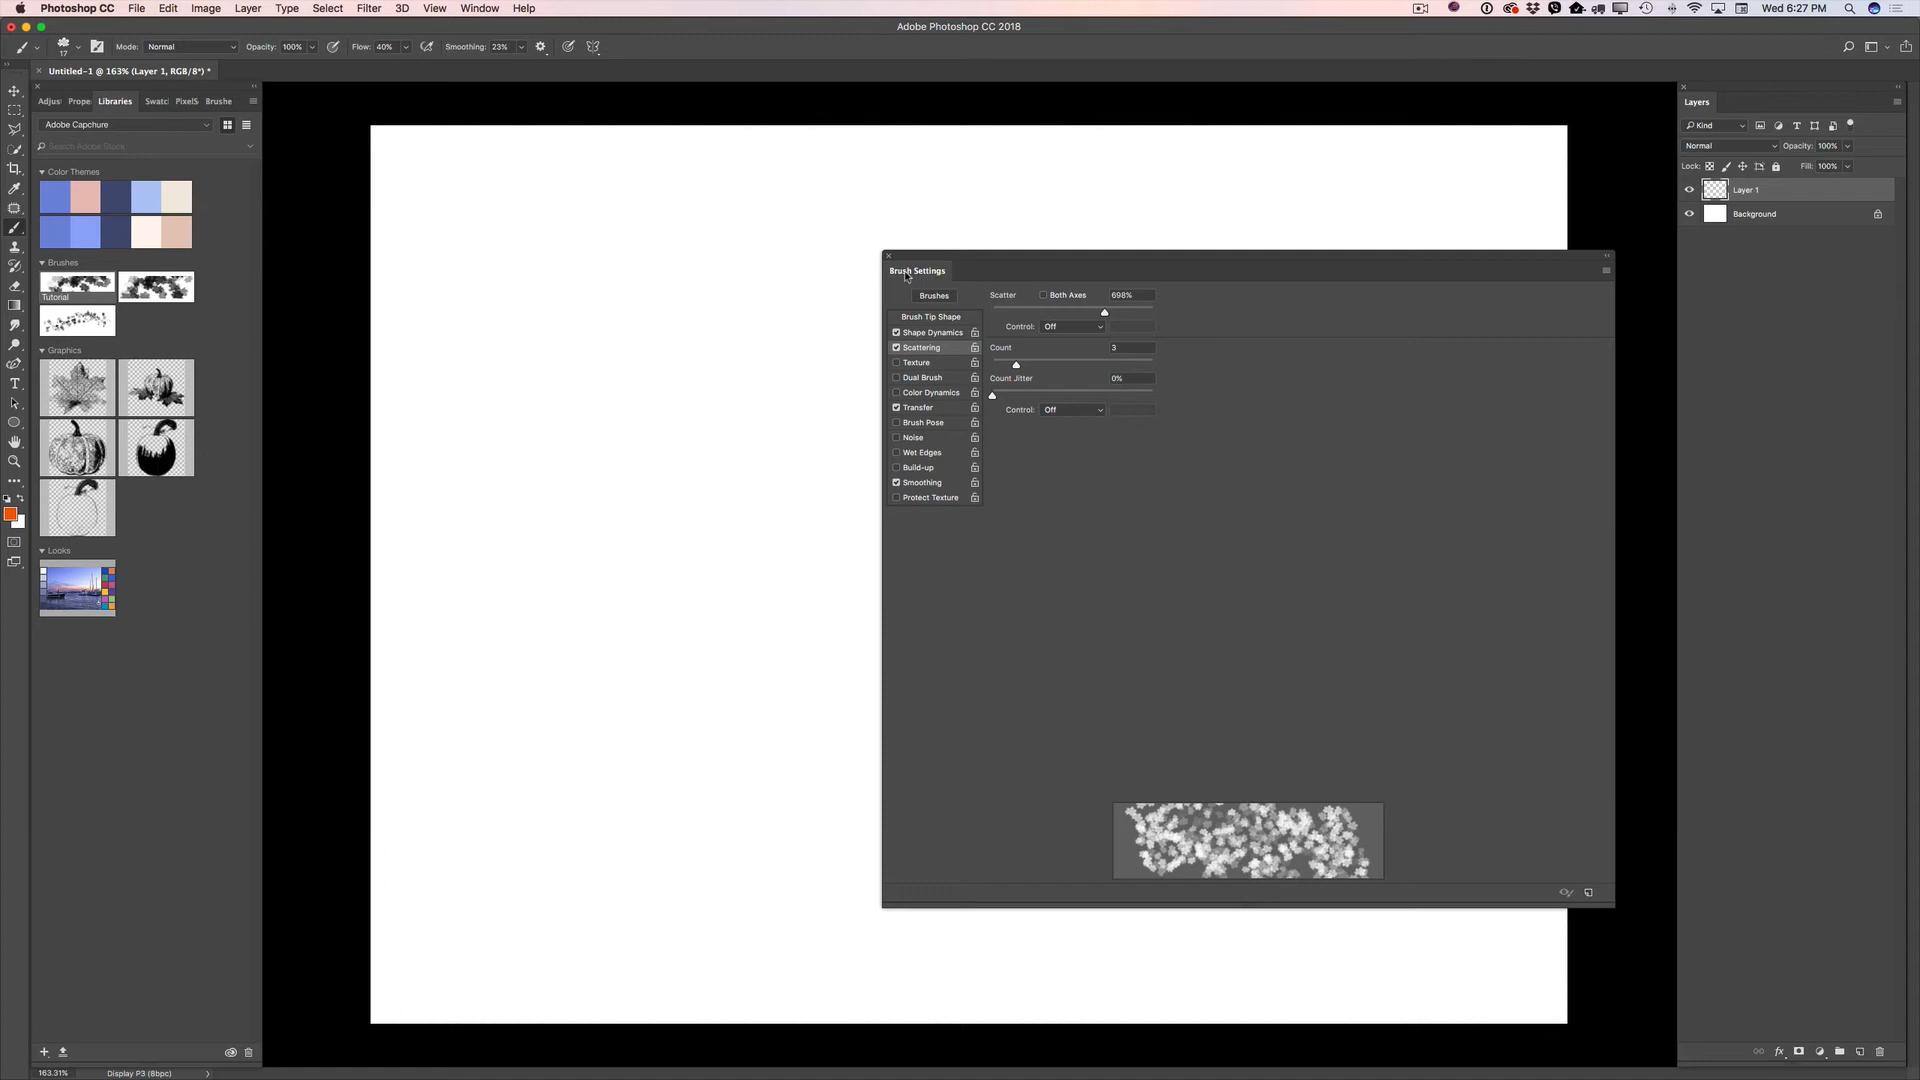 Photoshop CC File Edit Image Layer Type Select Filter 3D View Window Help
Wed 6:27 PM
Adobe Photoshop CC 2018
17 Mode: Normal Opacity: 100% Flow: 40% Smoothing: 23%
Untitled-1 @ 163% (Layer 1, RGB/8*) *
Adjus Prope Libraries Swatc PixelS Brushe
Adobe Capchure
Search Adobe Stock
Color Themes
Brushes
Tutorial
Graphics
Looks
Brush Settings
Brushes
Brush Tip Shape
Shape Dynamics
Scattering
Texture
Dual Brush
Color Dynamics
Transfer
Brush Pose
Noise
Wet Edges
Build-up
Smoothing
Protect Texture
Scatter Both Axes 698%
Control: Off
Count 3
Count Jitter 0%
Control: Off
Layers
Kind
Normal Opacity: 100%
Lock: Fill: 100%
Layer 1
Background
163.31% Display P3 (8bpc)